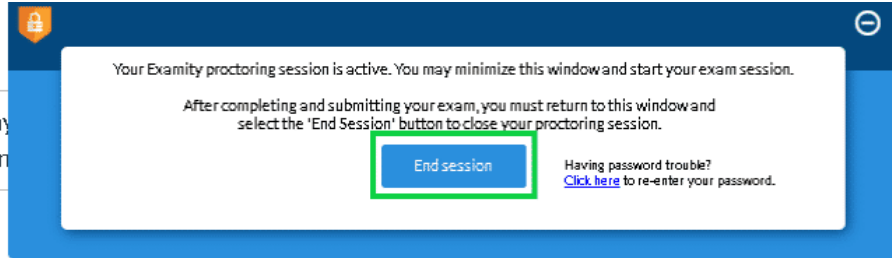 Your Examity proctoring session is active. You may minimize this window and start your exam session.
After completing and submitting your exam, you must return to this window and
select the 'End Session' button to close your proctoring session.
End session
Having password trouble?
Click here to re-enter your password.